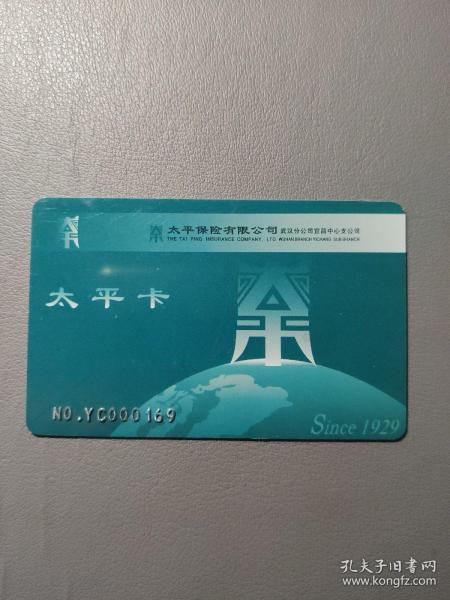 太平保险有限公司 武汉分公司宜昌中心支公司
THE TAI PING INSURANCE COMPANY, LTD. WUHAN BRANCH YICHANG SUB-BRANCH
太平卡
NO.YC000169
Since 1929
孔夫子旧书网
www.kongfz.com